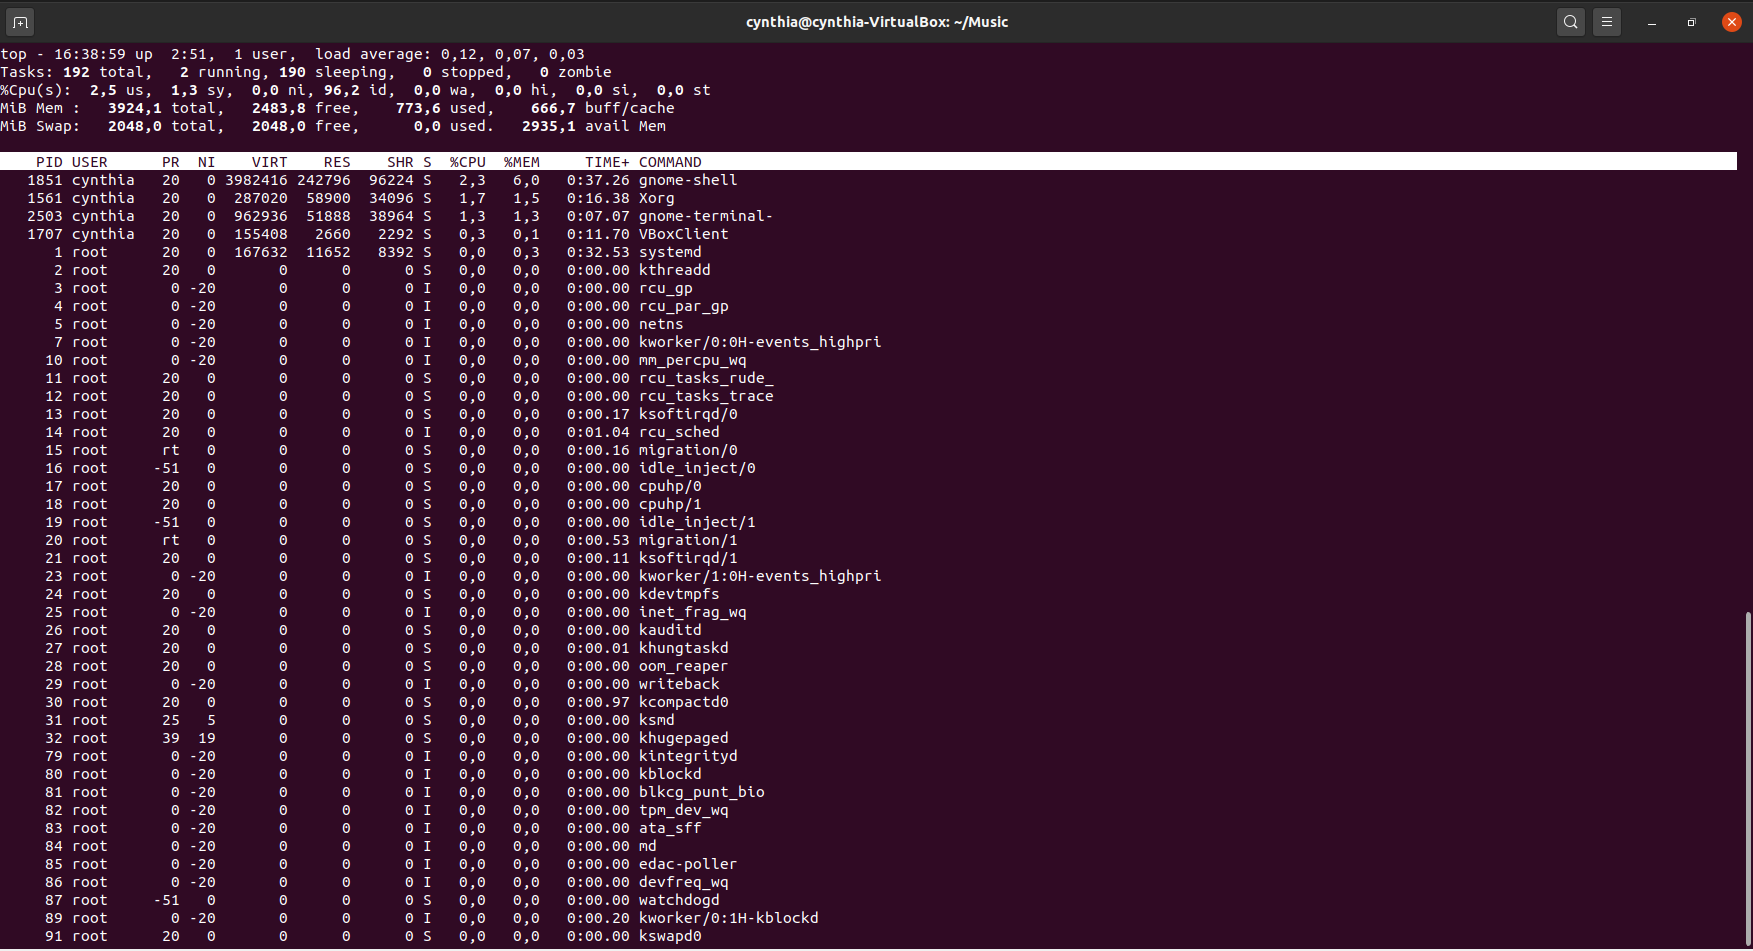 cynthia@cynthia-VirtualBox: ~/Music
top - 16:38:59 up  2:51,  1 user,  load average: 0,12, 0,07, 0,03
Tasks: 192 total,   2 running, 190 sleeping,   0 stopped,   0 zombie
%Cpu(s):  2,5 us,  1,3 sy,  0,0 ni, 96,2 id,  0,0 wa,  0,0 hi,  0,0 si,  0,0 st
MiB Mem :   3924,1 total,   2483,8 free,    773,6 used,    666,7 buff/cache
MiB Swap:   2048,0 total,   2048,0 free,      0,0 used.   2935,1 avail Mem
PID USER      PR  NI    VIRT    RES    SHR S  %CPU  %MEM     TIME+ COMMAND
1851 cynthia   20   0 3982416 242796  96224 S   2,3   6,0   0:37.26 gnome-shell
1561 cynthia   20   0  287020  58900  34096 S   1,7   1,5   0:16.38 Xorg
2503 cynthia   20   0  962936  51888  38964 S   1,3   1,3   0:07.07 gnome-terminal-
1707 cynthia   20   0  155408   2660   2292 S   0,3   0,1   0:11.70 VBoxClient
1 root      20   0  167632  11652   8392 S   0,0   0,3   0:32.53 systemd
2 root      20   0       0      0      0 S   0,0   0,0   0:00.00 kthreadd
3 root       0 -20       0      0      0 I   0,0   0,0   0:00.00 rcu_gp
4 root       0 -20       0      0      0 I   0,0   0,0   0:00.00 rcu_par_gp
5 root       0 -20       0      0      0 I   0,0   0,0   0:00.00 netns
7 root       0 -20       0      0      0 I   0,0   0,0   0:00.00 kworker/0:0H-events_highpri
10 root       0 -20       0      0      0 I   0,0   0,0   0:00.00 mm_percpu_wq
11 root      20   0       0      0      0 S   0,0   0,0   0:00.00 rcu_tasks_rude_
12 root      20   0       0      0      0 S   0,0   0,0   0:00.00 rcu_tasks_trace
13 root      20   0       0      0      0 S   0,0   0,0   0:00.17 ksoftirqd/0
14 root      20   0       0      0      0 I   0,0   0,0   0:01.04 rcu_sched
15 root      rt   0       0      0      0 S   0,0   0,0   0:00.16 migration/0
16 root     -51   0       0      0      0 S   0,0   0,0   0:00.00 idle_inject/0
17 root      20   0       0      0      0 S   0,0   0,0   0:00.00 cpuhp/0
18 root      20   0       0      0      0 S   0,0   0,0   0:00.00 cpuhp/1
19 root     -51   0       0      0      0 S   0,0   0,0   0:00.00 idle_inject/1
20 root      rt   0       0      0      0 S   0,0   0,0   0:00.53 migration/1
21 root      20   0       0      0      0 S   0,0   0,0   0:00.11 ksoftirqd/1
23 root       0 -20       0      0      0 I   0,0   0,0   0:00.00 kworker/1:0H-events_highpri
24 root      20   0       0      0      0 S   0,0   0,0   0:00.00 kdevtmpfs
25 root       0 -20       0      0      0 I   0,0   0,0   0:00.00 inet_frag_wq
26 root      20   0       0      0      0 S   0,0   0,0   0:00.00 kauditd
27 root      20   0       0      0      0 S   0,0   0,0   0:00.01 khungtaskd
28 root      20   0       0      0      0 S   0,0   0,0   0:00.00 oom_reaper
29 root       0 -20       0      0      0 I   0,0   0,0   0:00.00 writeback
30 root      20   0       0      0      0 S   0,0   0,0   0:00.97 kcompactd0
31 root      25   5       0      0      0 S   0,0   0,0   0:00.00 ksmd
32 root      39  19       0      0      0 S   0,0   0,0   0:00.00 khugepaged
79 root       0 -20       0      0      0 I   0,0   0,0   0:00.00 kintegrityd
80 root       0 -20       0      0      0 I   0,0   0,0   0:00.00 kblockd
81 root       0 -20       0      0      0 I   0,0   0,0   0:00.00 blkcg_punt_bio
82 root       0 -20       0      0      0 I   0,0   0,0   0:00.00 tpm_dev_wq
83 root       0 -20       0      0      0 I   0,0   0,0   0:00.00 ata_sff
84 root       0 -20       0      0      0 I   0,0   0,0   0:00.00 md
85 root       0 -20       0      0      0 I   0,0   0,0   0:00.00 edac-poller
86 root       0 -20       0      0      0 I   0,0   0,0   0:00.00 devfreq_wq
87 root     -51   0       0      0      0 S   0,0   0,0   0:00.00 watchdogd
89 root       0 -20       0      0      0 I   0,0   0,0   0:00.20 kworker/0:1H-kblockd
91 root      20   0       0      0      0 S   0,0   0,0   0:00.00 kswapd0